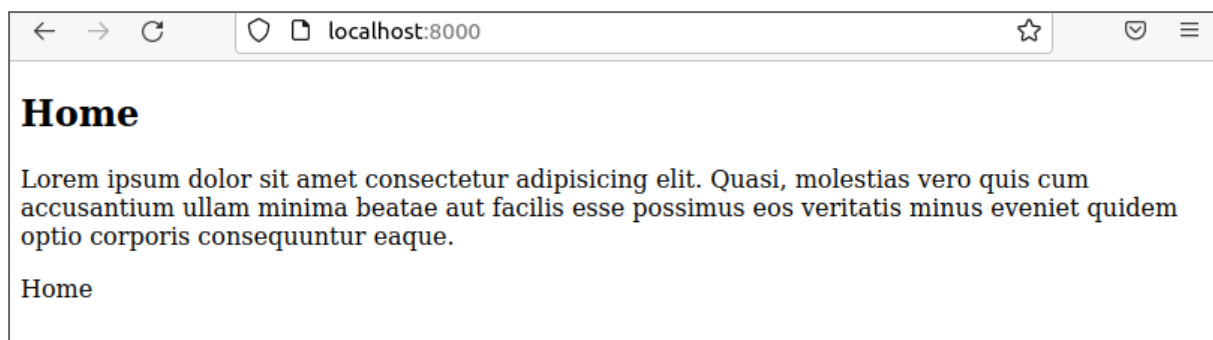 localhost:8000
Home
Lorem ipsum dolor sit amet consectetur adipisicing elit. Quasi, molestias vero quis cum
accusantium ullam minima beatae aut facilis esse possimus eos veritatis minus eveniet quidem
optio corporis consequuntur eaque.
Home